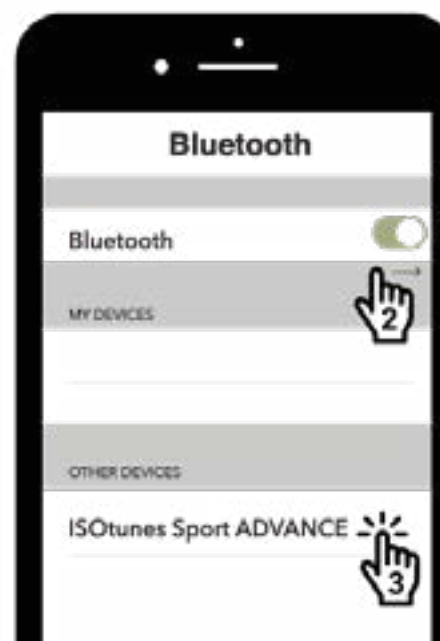 Bluetooth
Bluetooth
2
MY DEVICES
OTHER DEVICES
ISOtunes Sport ADVANCE
3